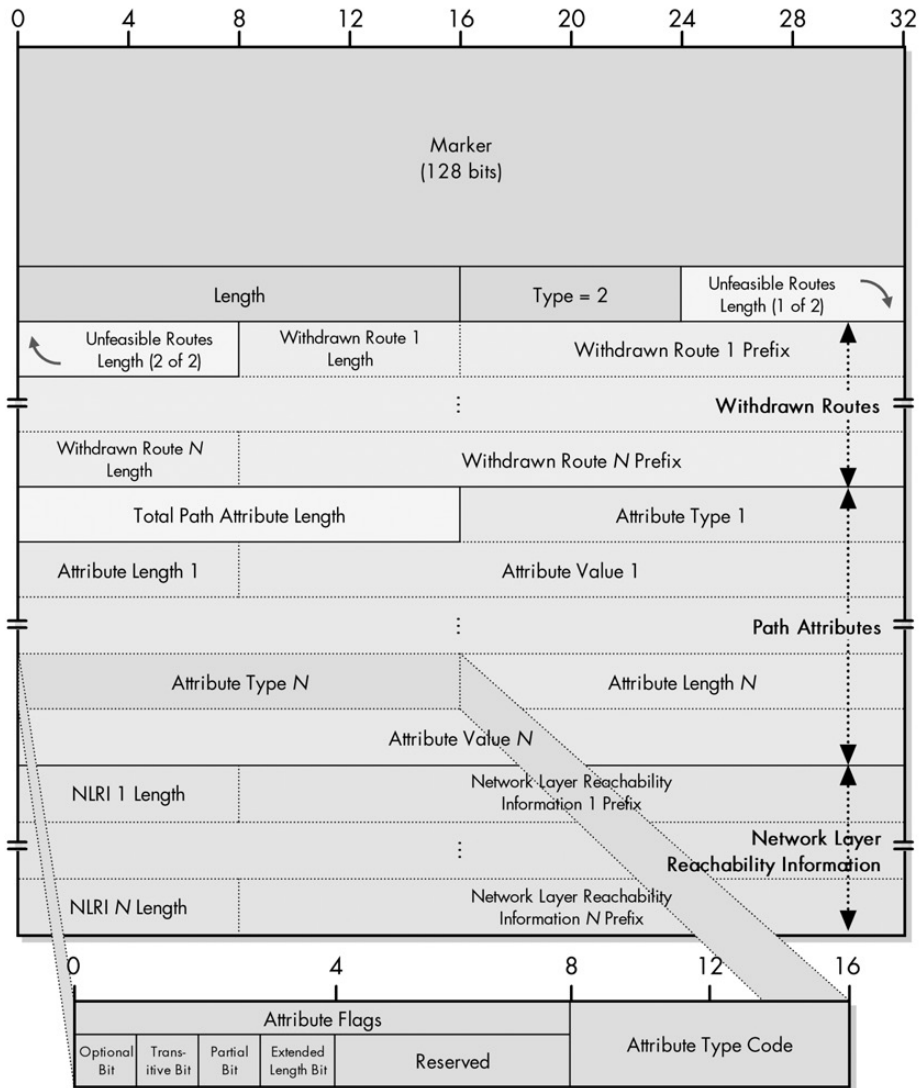 0 4 8 12 16 20 24 28 32
Marker
(128 bits)
Length
Type = 2
Unfeasible Routes
Length (1 of 2)
Unfeasible Routes
Length (2 of 2)
Withdrawn Route 1
Length
Withdrawn Route 1 Prefix
Withdrawn Routes
Withdrawn Route N
Length
Withdrawn Route N Prefix
Total Path Attribute Length
Attribute Type 1
Attribute Length 1
Attribute Value 1
Path Attributes
Attribute Type N
Attribute Length N
Attribute Value N
NLRI 1 Length
Network Layer Reachability
Information 1 Prefix
Network Layer
Reachability Information
NLRI N Length
Network Layer Reachability
Information N Prefix
0 4 8 12 16
Attribute Flags
Attribute Type Code
Optional
Bit
Trans-
itive Bit
Partial
Bit
Extended
Length Bit
Reserved